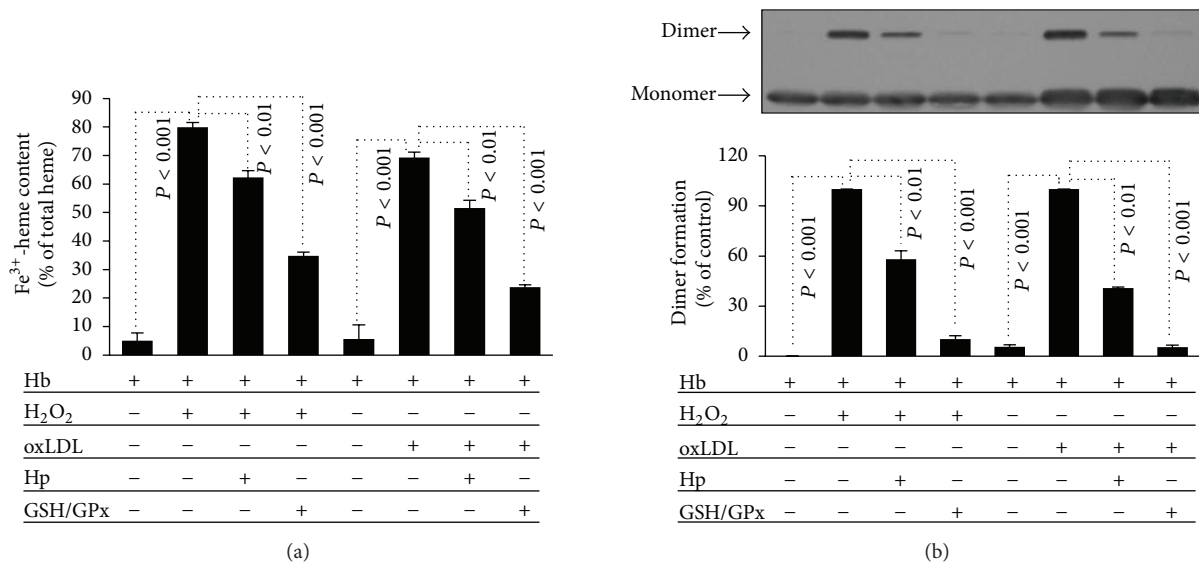 Fe³⁺-heme content
(% of total heme)
90
80
70
60
50
40
30
20
10
0
P < 0.001
P < 0.01
P < 0.001
P < 0.001
P < 0.01
P < 0.001
Hb + + + + + + + +
H₂O₂ − + + + − − − −
oxLDL − − − − − + + +
Hp − − + − − − + −
GSH/GPx − − − + − − − +
(a)
Dimer→
Monomer→
Dimer formation
(% of control)
120
90
60
30
0
P < 0.001
P < 0.01
P < 0.001
P < 0.001
P < 0.01
P < 0.001
Hb + + + + + + + +
H₂O₂ − + + + − − − −
oxLDL − − − − − + + +
Hp − − + − − − + −
GSH/GPx − − − + − − − +
(b)